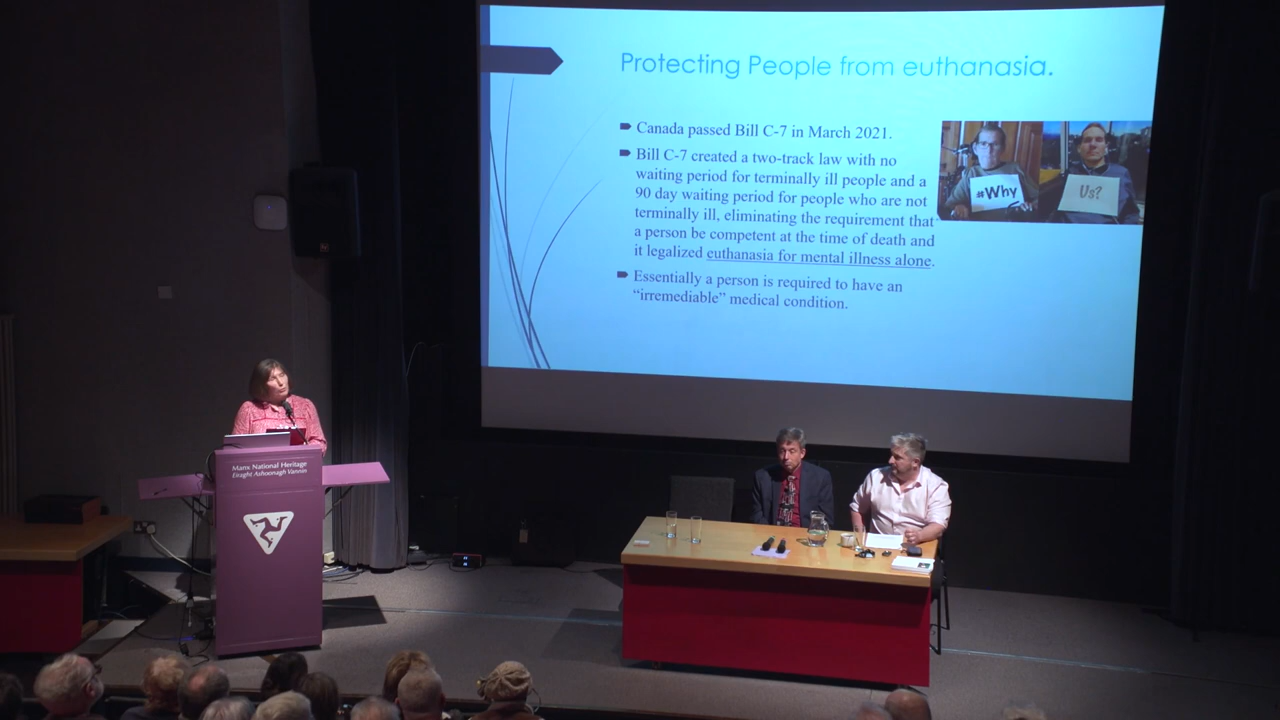 Protecting People from euthanasia.
Canada passed Bill C-7 in March 2021.
Bill C-7 created a two-track law with no
waiting period for terminally ill people and a
90 day waiting period for people who are not
terminally ill, eliminating the requirement that
a person be competent at the time of death and
it legalized euthanasia for mental illness alone.
Essentially a person is required to have an
“irremediable” medical condition.
#Why
Us?
Manx National Heritage
Eiraght Ashoonagh Vannin